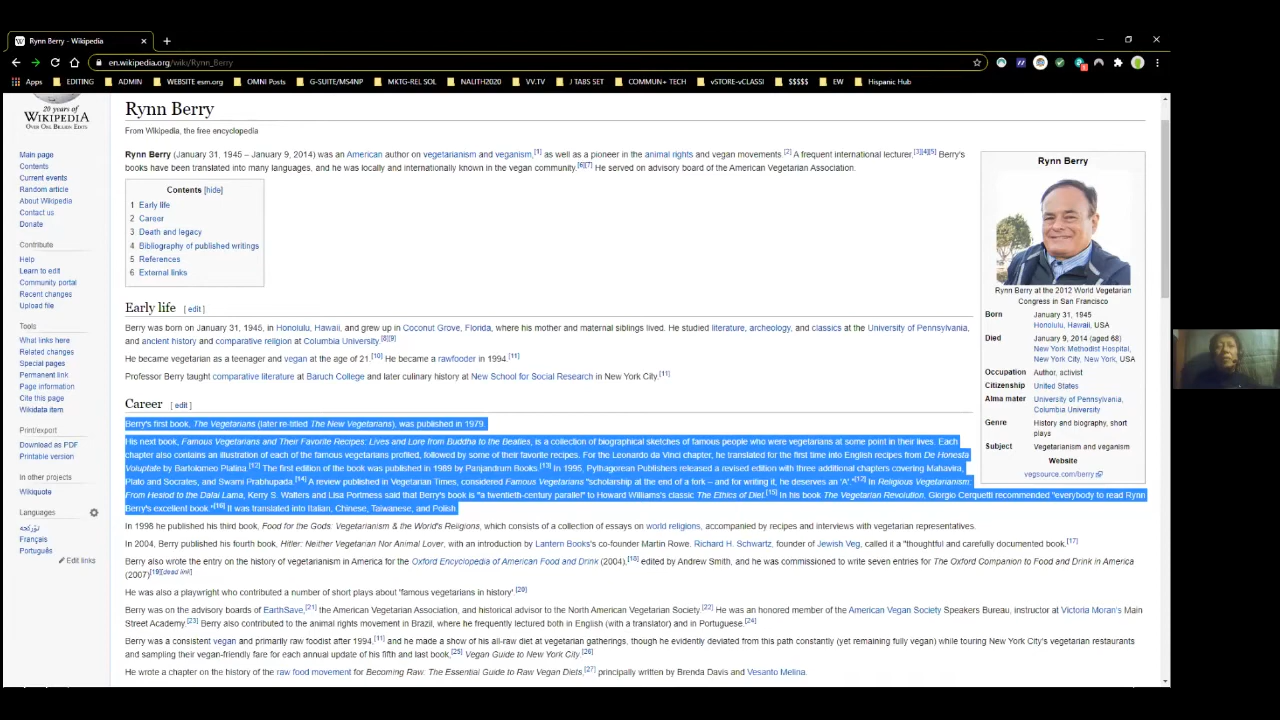 Rynn Berry - Wikipedia
en.wikipedia.org/wiki/Rynn_Berry
Apps EDITING ADMIN WEBSITE esm.org OMNI Posts G-SUITE/MS4NP MKTG-REL SOL NALITH2020 VV.TV J TABS SET COMMUN+ TECH vSTORE-vCLASSI $$$$$ EW Hispanic Hub
20 years of
WIKIPEDIA
OVER ONE BILLION EDITS
Main page
Contents
Current events
Random article
About Wikipedia
Contact us
Donate
Contribute
Help
Learn to edit
Community portal
Recent changes
Upload file
Tools
What links here
Related changes
Special pages
Permanent link
Page information
Cite this page
Wikidata item
Print/export
Download as PDF
Printable version
In other projects
Wikiquote
Languages
تۆرکجه
Français
Português
Edit links
Rynn Berry
From Wikipedia, the free encyclopedia
Rynn Berry (January 31, 1945 – January 9, 2014) was an American author on vegetarianism and veganism,[1] as well as a pioneer in the animal rights and vegan movements.[2] A frequent international lecturer,[3][4][5] Berry's
books have been translated into many languages, and he was locally and internationally known in the vegan community.[6][7] He served on advisory board of the American Vegetarian Association.
Contents [hide]
1 Early life
2 Career
3 Death and legacy
4 Bibliography of published writings
5 References
6 External links
Early life [ edit ]
Berry was born on January 31, 1945, in Honolulu, Hawaii, and grew up in Coconut Grove, Florida, where his mother and maternal siblings lived. He studied literature, archeology, and classics at the University of Pennsylvania,
and ancient history and comparative religion at Columbia University.[8][9]
He became vegetarian as a teenager and vegan at the age of 21.[10] He became a rawfooder in 1994.[11]
Professor Berry taught comparative literature at Baruch College and later culinary history at New School for Social Research in New York City.[11]
Career [ edit ]
Berry's first book, The Vegetarians (later re-titled The New Vegetarians), was published in 1979.
His next book, Famous Vegetarians and Their Favorite Recipes: Lives and Lore from Buddha to the Beatles, is a collection of biographical sketches of famous people who were vegetarians at some point in their lives. Each
chapter also contains an illustration of each of the famous vegetarians profiled, followed by some of their favorite recipes. For the Leonardo da Vinci chapter, he translated for the first time into English recipes from De Honesta
Voluptate by Bartolomeo Platina.[12] The first edition of the book was published in 1989 by Panjandrum Books.[13] In 1995, Pythagorean Publishers released a revised edition with three additional chapters covering Mahavira,
Plato and Socrates, and Swami Prabhupada.[14] A review published in Vegetarian Times, considered Famous Vegetarians "scholarship at the end of a fork – and for writing it, he deserves an 'A'."[12] In Religious Vegetarianism:
From Hesiod to the Dalai Lama, Kerry S. Walters and Lisa Portmess said that Berry's book is "a twentieth-century parallel" to Howard Williams's classic The Ethics of Diet.[15] In his book The Vegetarian Revolution, Giorgio Cerquetti recommended "everybody to read Rynn
Berry's excellent book."[16] It was translated into Italian, Chinese, Taiwanese, and Polish.
In 1998 he published his third book, Food for the Gods: Vegetarianism & the World's Religions, which consists of a collection of essays on world religions, accompanied by recipes and interviews with vegetarian representatives.
In 2004, Berry published his fourth book, Hitler: Neither Vegetarian Nor Animal Lover, with an introduction by Lantern Books's co-founder Martin Rowe. Richard H. Schwartz, founder of Jewish Veg, called it a "thoughtful and carefully documented book."[17]
Berry also wrote the entry on the history of vegetarianism in America for the Oxford Encyclopedia of American Food and Drink (2004),[18] edited by Andrew Smith, and he was commissioned to write seven entries for The Oxford Companion to Food and Drink in America
(2007)[19][dead link]
He was also a playwright who contributed a number of short plays about 'famous vegetarians in history'.[20]
Berry was on the advisory boards of EarthSave,[21] the American Vegetarian Association, and historical advisor to the North American Vegetarian Society.[22] He was an honored member of the American Vegan Society Speakers Bureau, instructor at Victoria Moran's Main
Street Academy.[23] Berry also contributed to the animal rights movement in Brazil, where he frequently lectured both in English (with a translator) and in Portuguese.[24]
Berry was a consistent vegan and primarily raw foodist after 1994,[11] and he made a show of his all-raw diet at vegetarian gatherings, though he evidently deviated from this path constantly (yet remaining fully vegan) while touring New York City's vegetarian restaurants
and sampling their vegan-friendly fare for each annual update of his fifth and last book,[25] Vegan Guide to New York City.[26]
He wrote a chapter on the history of the raw food movement for Becoming Raw: The Essential Guide to Raw Vegan Diets,[27] principally written by Brenda Davis and Vesanto Melina.
Rynn Berry
Rynn Berry at the 2012 World Vegetarian
Congress in San Francisco
Born January 31, 1945
Honolulu, Hawaii, USA
Died January 9, 2014 (aged 68)
New York Methodist Hospital,
New York City, New York, USA
Occupation Author, activist
Citizenship United States
Alma mater University of Pennsylvania,
Columbia University
Genre History and biography, short
plays
Subject Vegetarianism and veganism
Website
vegsource.com/berry